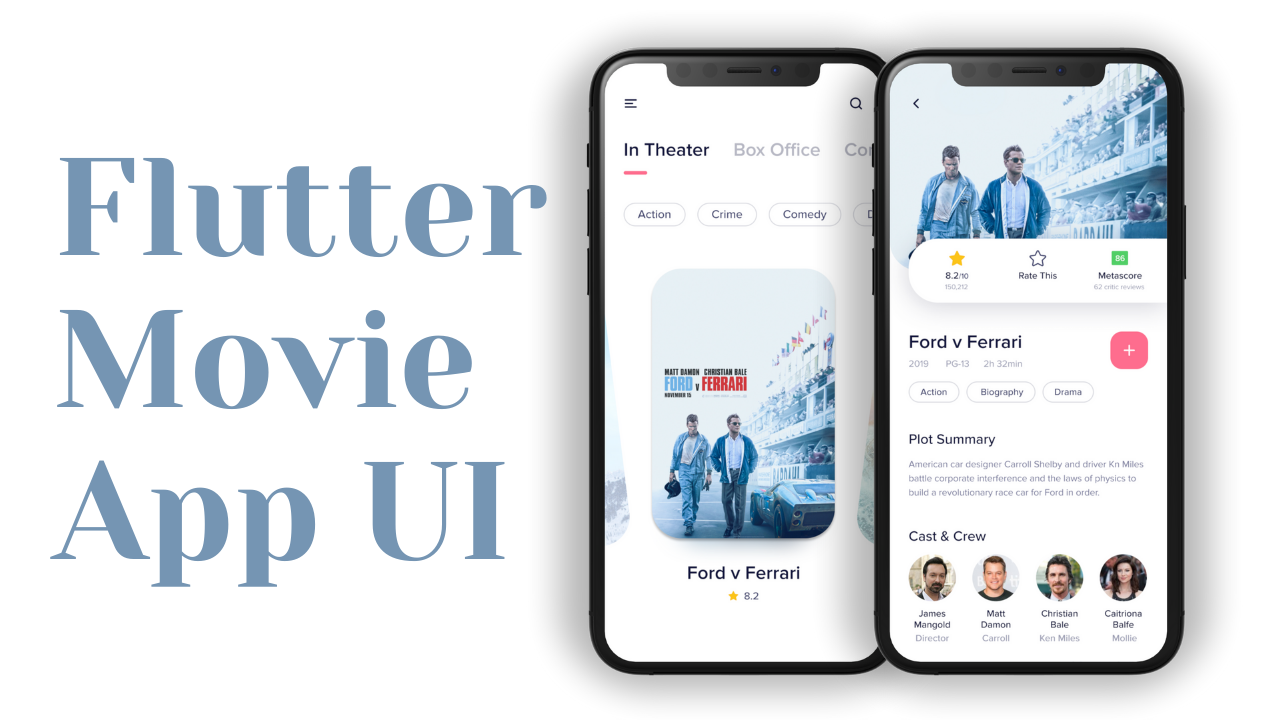 Flutter
Movie
App UI
In Theater Box Office
Action Crime Comedy
MATT DAMON CHRISTIAN BALE
FORD v FERRARI
NOVEMBER 15
Ford v Ferrari
8.2
8.2/10
150,212
Rate This
86
Metascore
62 critic reviews
Ford v Ferrari
+
2019 PG-13 2h 32min
Action Biography Drama
Plot Summary
American car designer Carroll Shelby and driver Kn Miles
battle corporate interference and the laws of physics to
build a revolutionary race car for Ford in order.
Cast & Crew
James
Mangold
Director
Matt
Damon
Carroll
Christian
Bale
Ken Miles
Caitriona
Balfe
Mollie